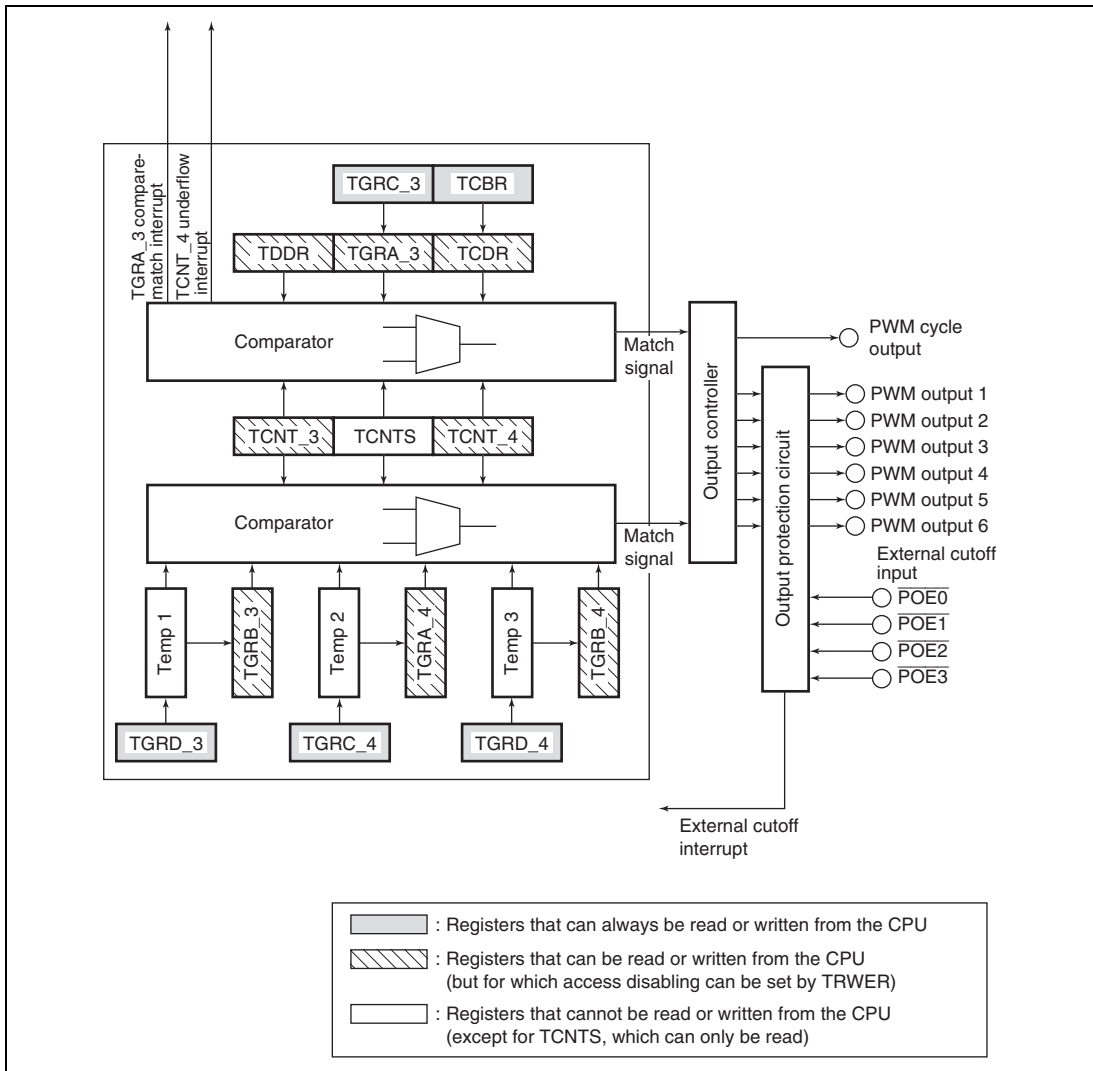 TGRA_3 compare-
match interrupt
TCNT_4 underflow
interrupt
TGRC_3
TCBR
TDDR
TGRA_3
TCDR
Comparator
Match
signal
TCNT_3
TCNTS
TCNT_4
Comparator
Match
signal
Temp 1
TGRB_3
Temp 2
TGRA_4
Temp 3
TGRB_4
TGRD_3
TGRC_4
TGRD_4
Output controller
Output protection circuit
PWM cycle
output
PWM output 1
PWM output 2
PWM output 3
PWM output 4
PWM output 5
PWM output 6
External cutoff
input
POE0
POE1
POE2
POE3
External cutoff
interrupt
: Registers that can always be read or written from the CPU
: Registers that can be read or written from the CPU
(but for which access disabling can be set by TRWER)
: Registers that cannot be read or written from the CPU
(except for TCNTS, which can only be read)